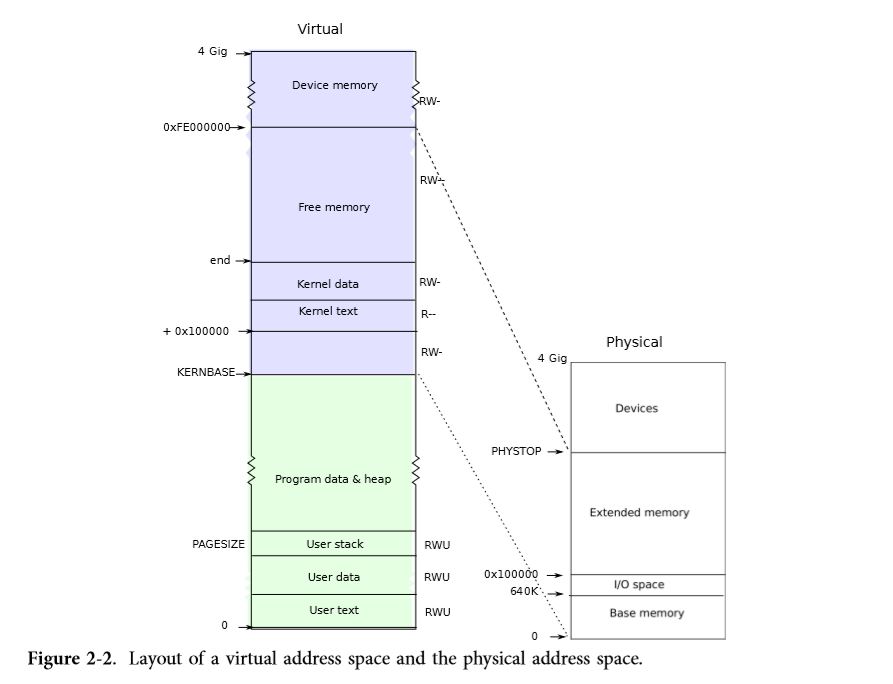 Virtual
4 Gig
Device memory
RW-
0xFE000000
RW--
Free memory
end
Kernel data
RW-
Kernel text
R--
+ 0x100000
RW-
KERNBASE
Program data & heap
PAGESIZE
User stack
RWU
User data
RWU
User text
RWU
0
Physical
4 Gig
Devices
PHYSTOP
Extended memory
0x100000
I/O space
640K
Base memory
0
Figure 2-2. Layout of a virtual address space and the physical address space.